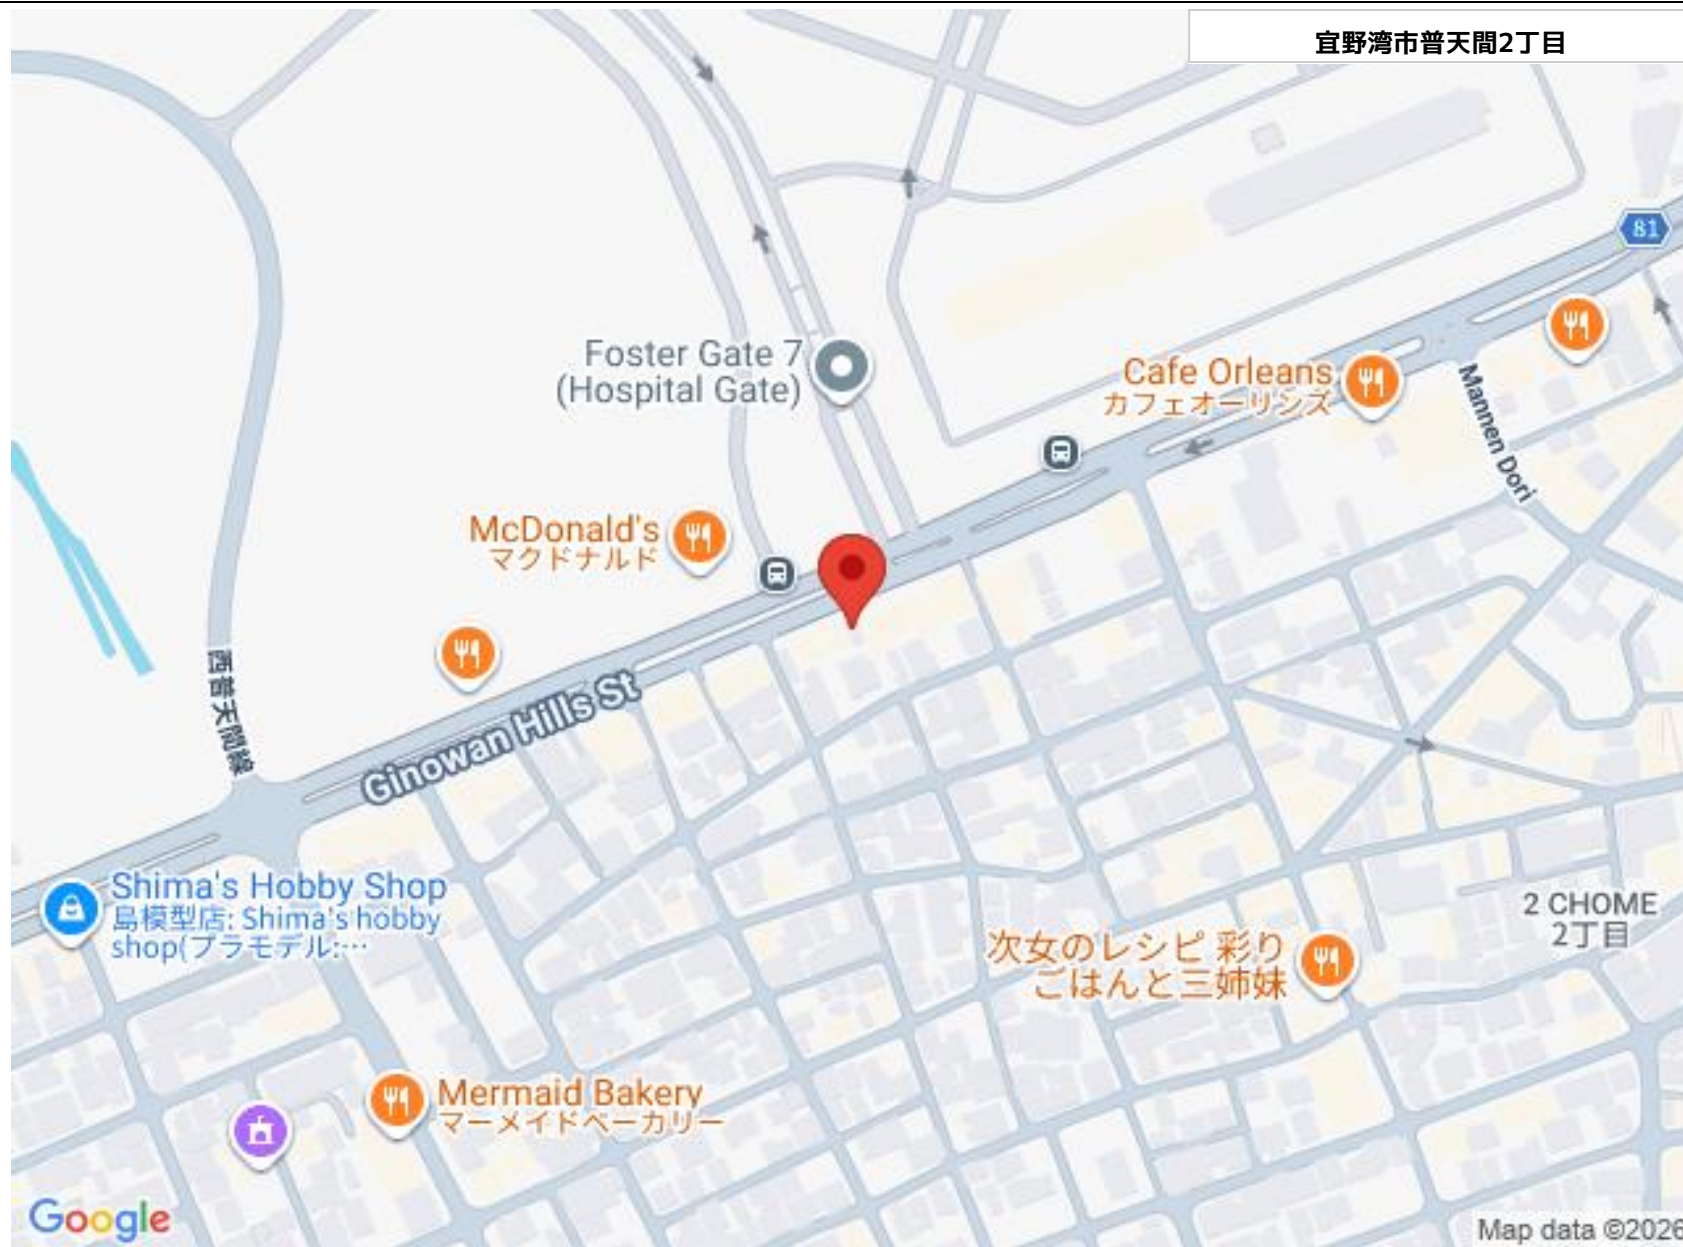 宜野湾市普天間2丁目
81
Foster Gate 7
(Hospital Gate)
Cafe Orleans
カフェオーリンズ
Mannen Dori
McDonald's
マクドナルド
西普天間線
Ginowan Hills St
Shima's Hobby Shop
島模型店: Shima's hobby
shop(プラモデル:…
2 CHOME
2丁目
次女のレシピ 彩り
ごはんと三姉妹
Mermaid Bakery
マーメイドベーカリー
Google
Map data ©2026